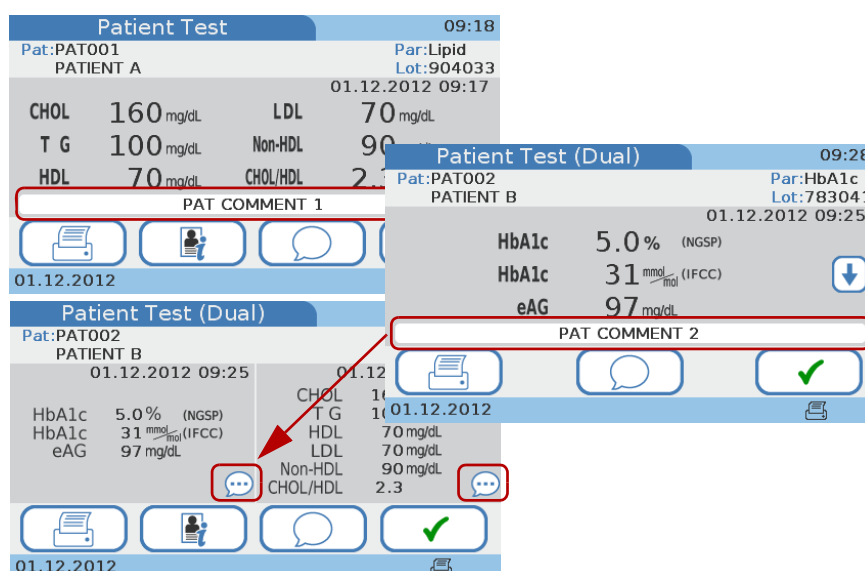 Patient Test 09:18
Pat:PAT001 Par:Lipid
PATIENT A Lot:904033
01.12.2012 09:17
CHOL 160 mg/dL LDL 70 mg/dL
T G 100 mg/dL Non-HDL 90
HDL 70 mg/dL CHOL/HDL 2.
PAT COMMENT 1
01.12.2012
Patient Test (Dual) 09:28
Pat:PAT002 Par:HbA1c
PATIENT B Lot:783041
01.12.2012 09:25
HbA1c 5.0 % (NGSP)
HbA1c 31 mmol/mol (IFCC)
eAG 97 mg/dL
PAT COMMENT 2
01.12.2012
Patient Test (Dual)
Pat:PAT002
PATIENT B
01.12.2012 09:25 01.12
HbA1c 5.0 % (NGSP)
HbA1c 31 mmol/mol (IFCC)
eAG 97 mg/dL
CHOL
T G
HDL 70 mg/dL
LDL 70 mg/dL
Non-HDL 90 mg/dL
CHOL/HDL 2.3
01.12.2012